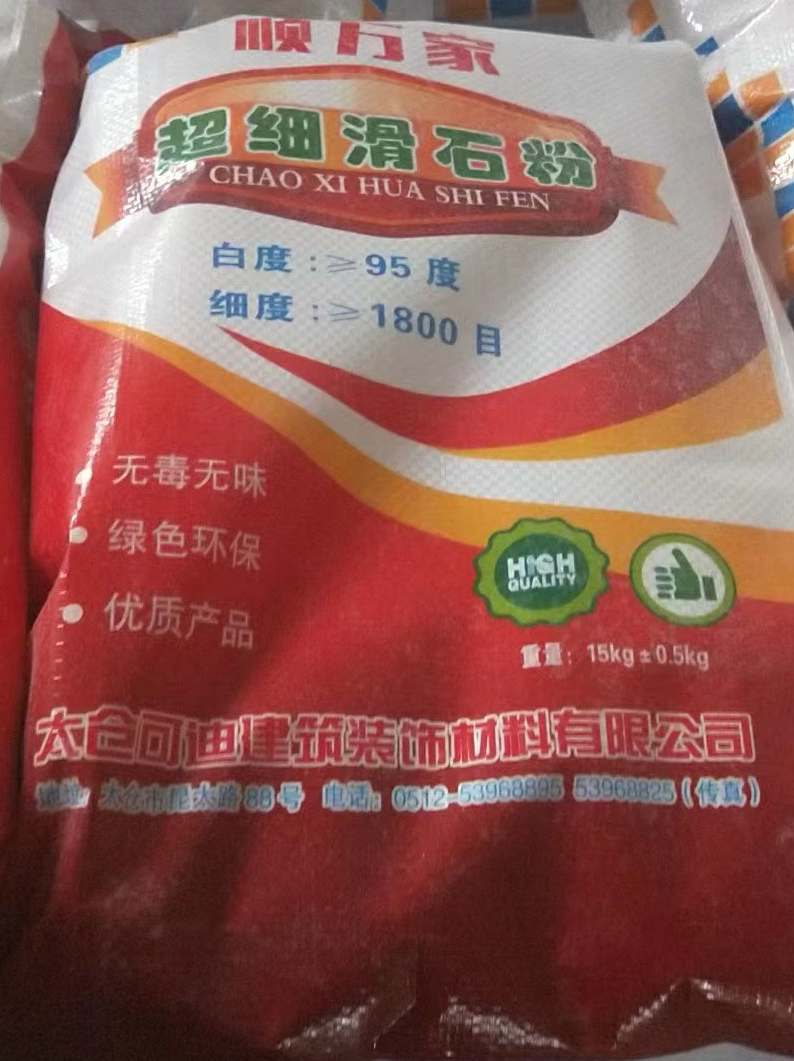 顺万家
超细滑石粉
CHAO XI HUA SHI FEN
白度:≥95度
细度:≥1800目
无毒无味
绿色环保
优质产品
HIGH
QUALITY
重量: 15kg±0.5kg
太仓可迪建筑装饰材料有限公司
地址: 太仓市昆太路88号 电话: 0512-53968895 53968825(传真)